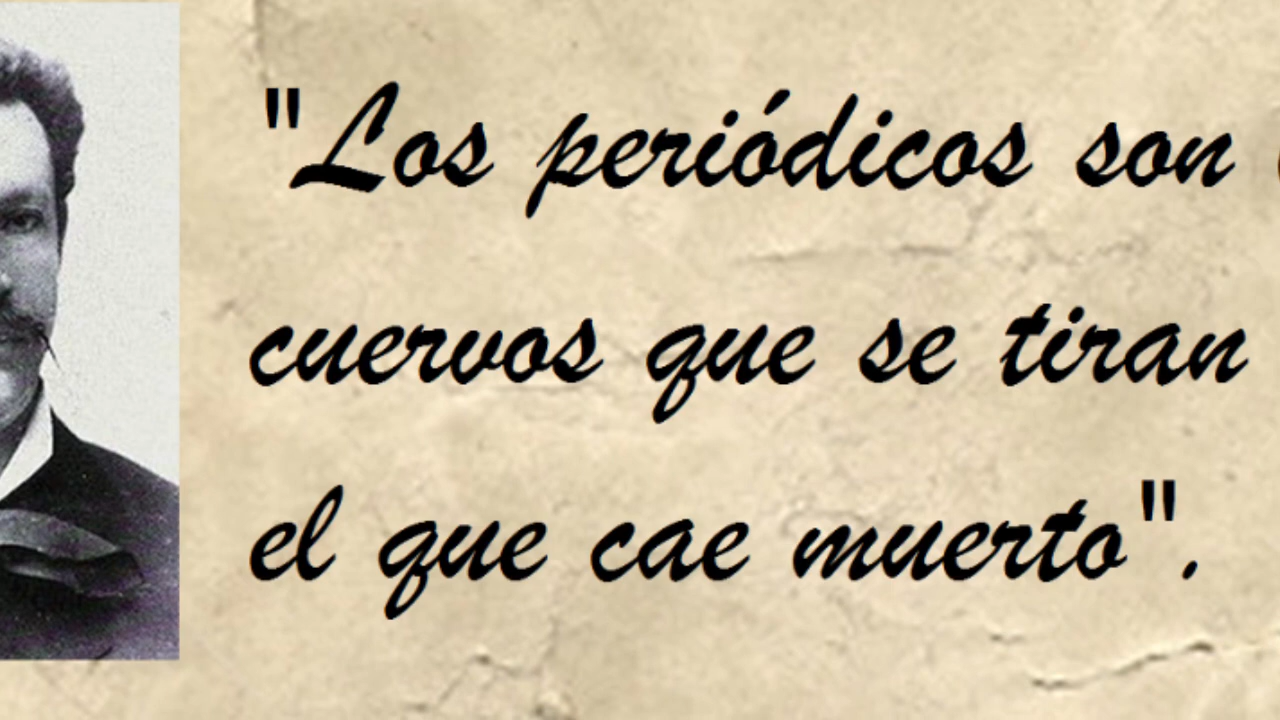 "Los periódicos son
cuervos que se tiran
el que cae muerto".